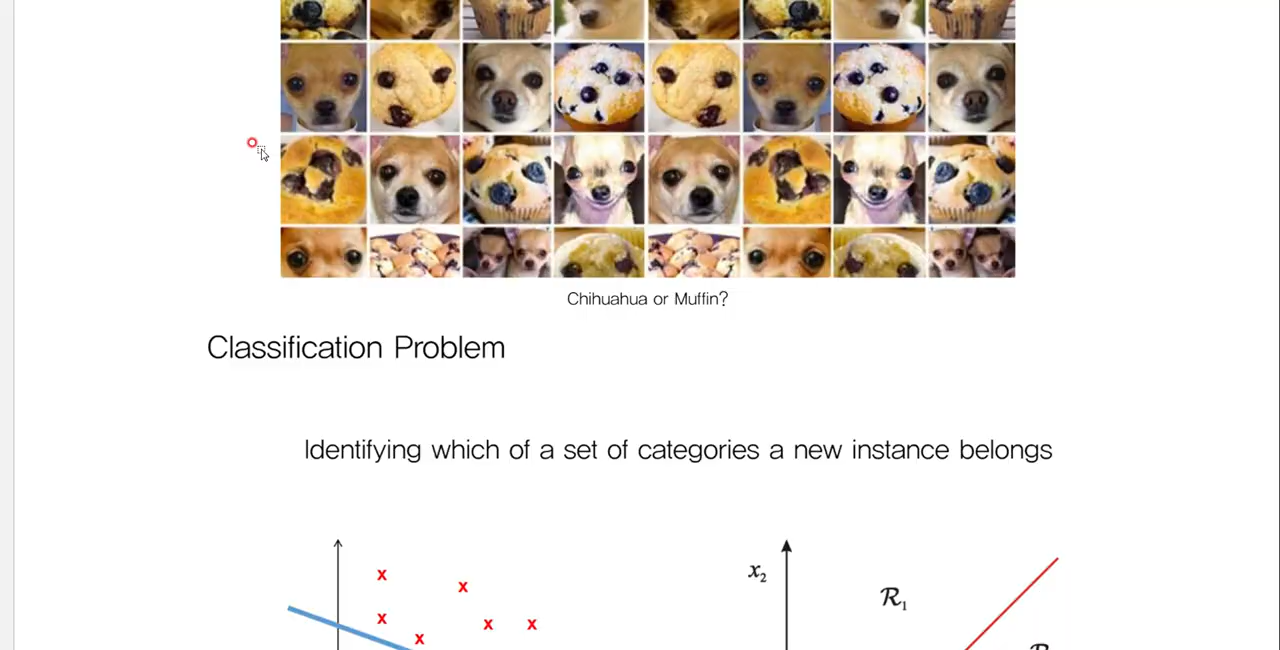 Chihuahua or Muffin?
Classification Problem
Identifying which of a set of categories a new instance belongs
x₂
ℛ₁
x
x
x
x
x
x